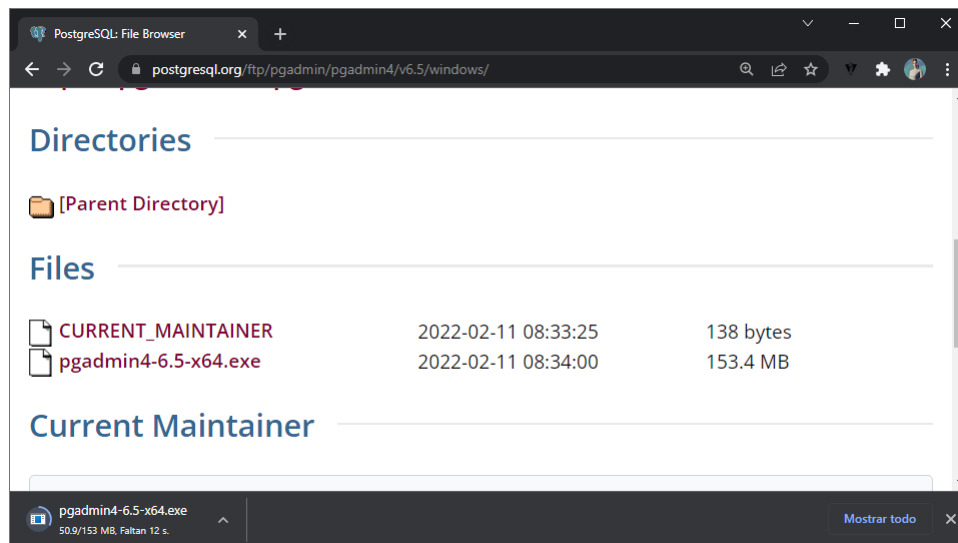 PostgreSQL: File Browser
postgresql.org/ftp/pgadmin/pgadmin4/v6.5/windows/
Directories
[Parent Directory]
Files
CURRENT_MAINTAINER 2022-02-11 08:33:25 138 bytes
pgadmin4-6.5-x64.exe 2022-02-11 08:34:00 153.4 MB
Current Maintainer
pgadmin4-6.5-x64.exe
50.9/153 MB, Faltan 12 s.
Mostrar todo